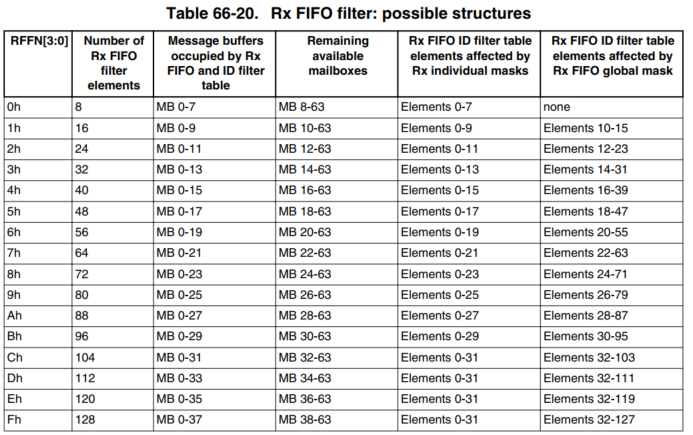 Table 66-20. Rx FIFO filter: possible structures
RFFN[3:0] Number of Rx FIFO filter elements Message buffers occupied by Rx FIFO and ID filter table Remaining available mailboxes Rx FIFO ID filter table elements affected by Rx individual masks Rx FIFO ID filter table elements affected by Rx FIFO global mask
0h 8 MB 0-7 MB 8-63 Elements 0-7 none
1h 16 MB 0-9 MB 10-63 Elements 0-9 Elements 10-15
2h 24 MB 0-11 MB 12-63 Elements 0-11 Elements 12-23
3h 32 MB 0-13 MB 14-63 Elements 0-13 Elements 14-31
4h 40 MB 0-15 MB 16-63 Elements 0-15 Elements 16-39
5h 48 MB 0-17 MB 18-63 Elements 0-17 Elements 18-47
6h 56 MB 0-19 MB 20-63 Elements 0-19 Elements 20-55
7h 64 MB 0-21 MB 22-63 Elements 0-21 Elements 22-63
8h 72 MB 0-23 MB 24-63 Elements 0-23 Elements 24-71
9h 80 MB 0-25 MB 26-63 Elements 0-25 Elements 26-79
Ah 88 MB 0-27 MB 28-63 Elements 0-27 Elements 28-87
Bh 96 MB 0-29 MB 30-63 Elements 0-29 Elements 30-95
Ch 104 MB 0-31 MB 32-63 Elements 0-31 Elements 32-103
Dh 112 MB 0-33 MB 34-63 Elements 0-31 Elements 32-111
Eh 120 MB 0-35 MB 36-63 Elements 0-31 Elements 32-119
Fh 128 MB 0-37 MB 38-63 Elements 0-31 Elements 32-127